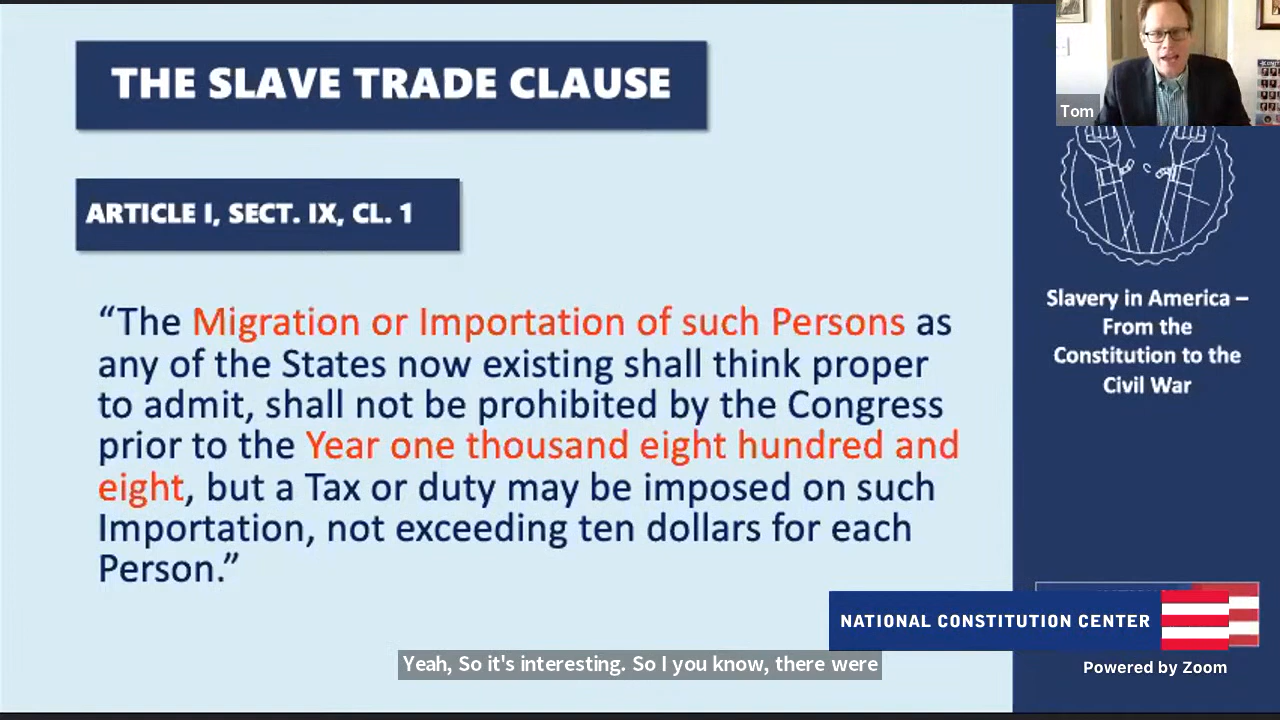 THE SLAVE TRADE CLAUSE
ARTICLE I, SECT. IX, CL. 1
“The Migration or Importation of such Persons as
any of the States now existing shall think proper
to admit, shall not be prohibited by the Congress
prior to the Year one thousand eight hundred and
eight, but a Tax or duty may be imposed on such
Importation, not exceeding ten dollars for each
Person.”
Tom
Slavery in America –
From the
Constitution to the
Civil War
NATIONAL CONSTITUTION CENTER
Powered by Zoom
Yeah, So it's interesting. So I you know, there were